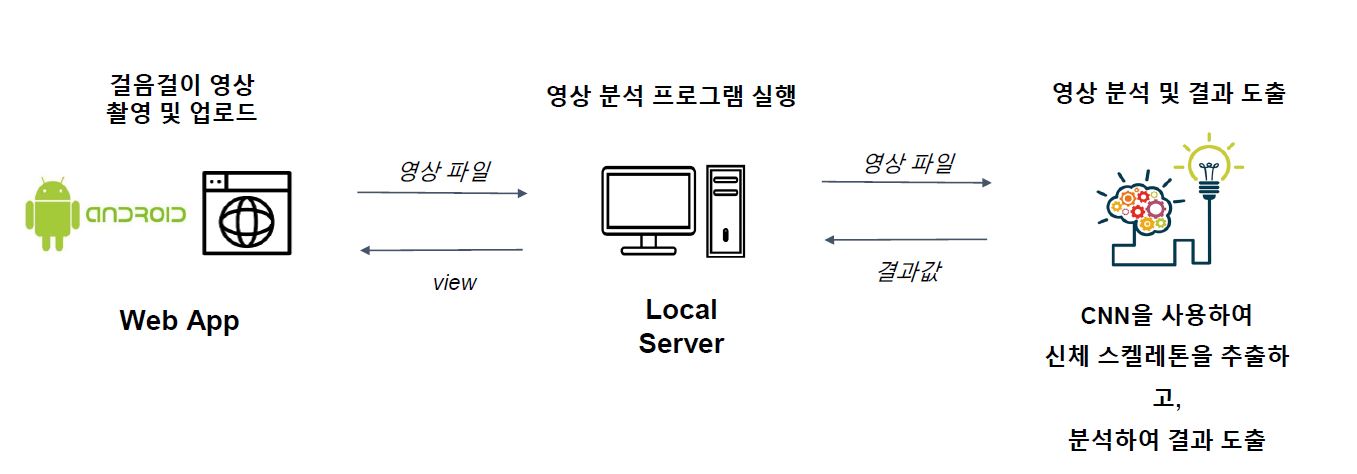 걸음걸이 영상
촬영 및 업로드
영상 분석 프로그램 실행
영상 분석 및 결과 도출
영상 파일
영상 파일
ANDROID
view
결과값
Web App
Local
Server
CNN을 사용하여
신체 스켈레톤을 추출하
고,
분석하여 결과 도출